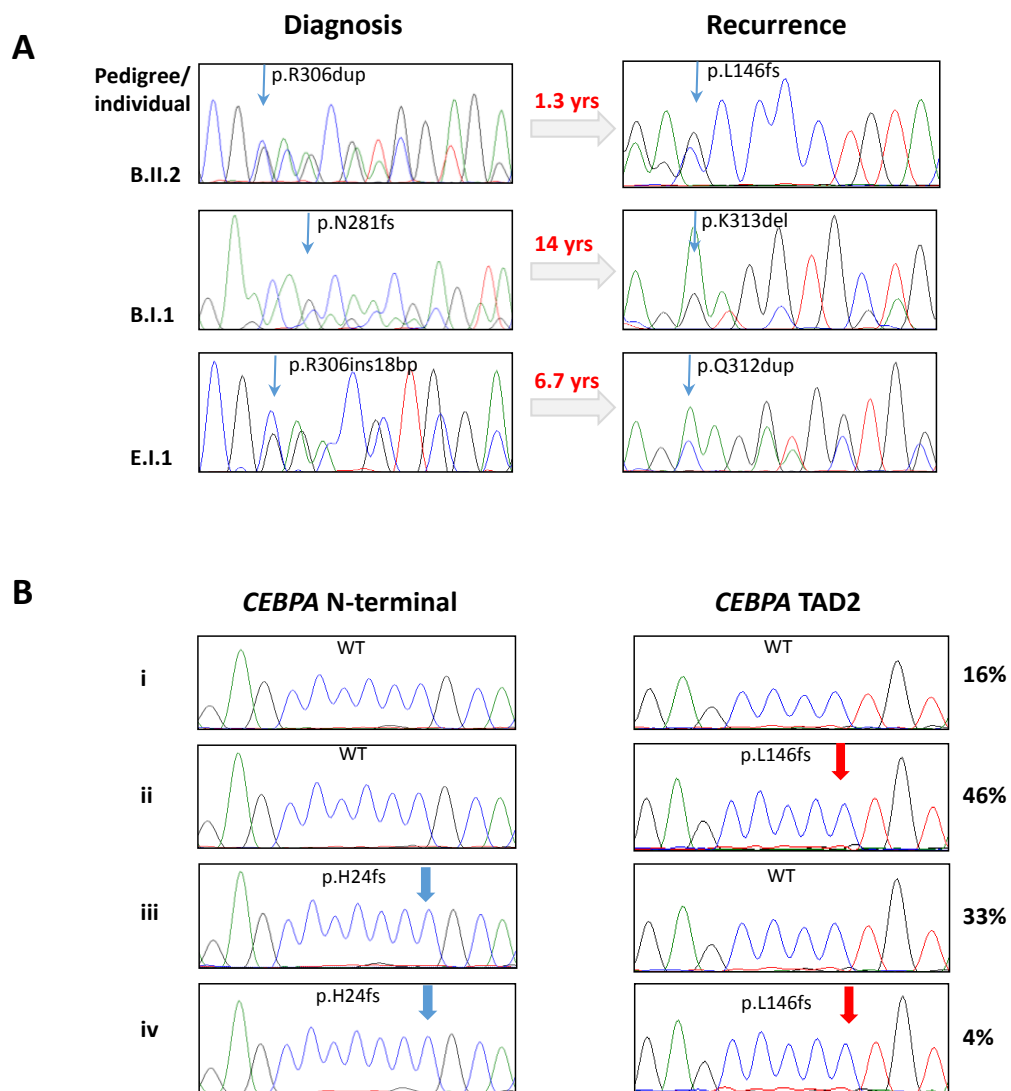 A
Diagnosis
Recurrence
Pedigree/
individual
B.II.2
p.R306dup
1.3 yrs
p.L146fs
B.I.1
p.N281fs
14 yrs
p.K313del
E.I.1
p.R306ins18bp
6.7 yrs
p.Q312dup
B
CEBPA N-terminal
CEBPA TAD2
i
WT
WT
16%
ii
WT
p.L146fs
46%
iii
p.H24fs
WT
33%
iv
p.H24fs
p.L146fs
4%